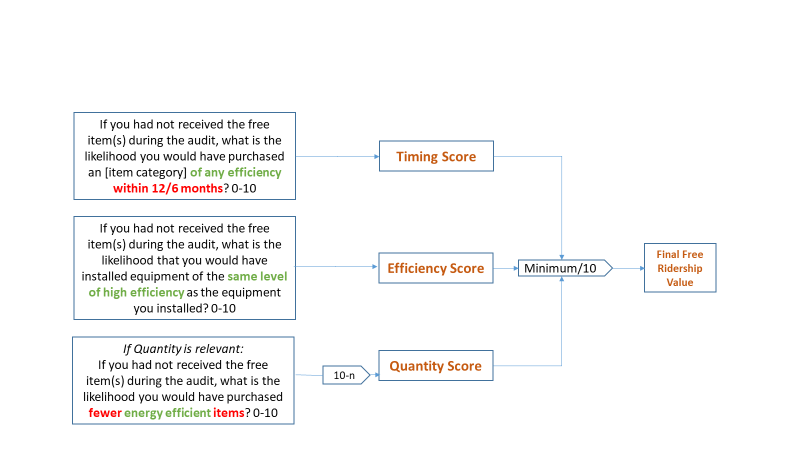 If you had not received the free
item(s) during the audit, what is the
likelihood you would have purchased
an [item category] of any efficiency
within 12/6 months? 0-10
Timing Score
If you had not received the free
item(s) during the audit, what is the
likelihood that you would have
installed equipment of the same level
of high efficiency as the equipment
you installed? 0-10
Efficiency Score
Minimum/10
Final Free
Ridership
Value
If Quantity is relevant:
If you had not received the free
item(s) during the audit, what is the
likelihood you would have purchased
fewer energy efficient items? 0-10
10-n
Quantity Score